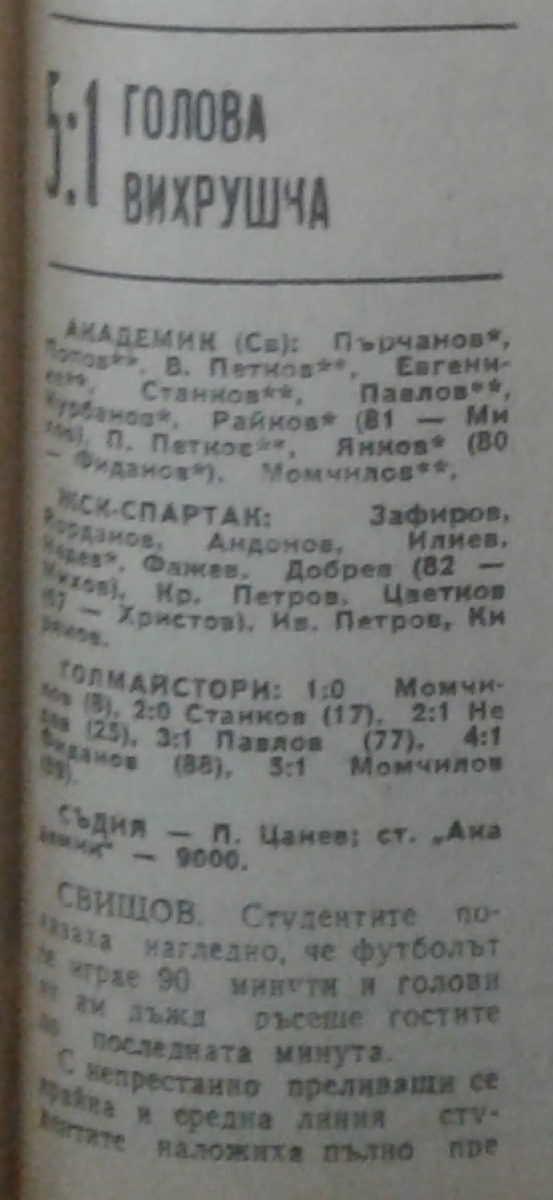 5:1 ГОЛОВА
ВИХРУШЧА
АКАДЕМИК (Св): Пърчанов*,
Попов**, В. Петков**, Евгени-
ев**, Станков**, Павлов**,
Курбанов*, Райков* (81 — Ми
хов), П. Петков**, Янков* (80
— Фиданов*), Момчилов**.
ЖСК-СПАРТАК: Зафиров,
Йорданов, Андонов, Илиев,
Недев*, Фажев, Добрев (82 —
Михов), Кр. Петров, Цветков
(67 — Христов), Ив. Петров, Ки
ГОЛМАЙСТОРИ: 1:0 Момчи-
лов (8), 2:0 Станков (17), 2:1 Не
дев (25), 3:1 Павлов (77), 4:1
Фиданов (88), 5:1 Момчилов
(89).
СЪДИЯ — П. Цанев; ст. „Ака
демик" — 9000.
СВИЩОВ. Студентите по-
казаха нагледно, че футболът
се играе 90 минути и голови
ят им дъжд ръсеше гостите
до последната минута.
С непрестанно преливащи се
крайна и средна линия сту-
дентите наложиха пълно пре